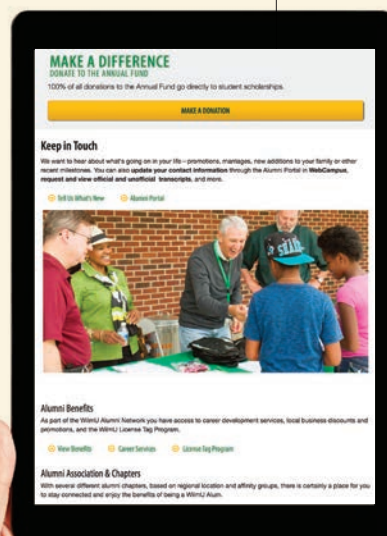 MAKE A DIFFERENCE
DONATE TO THE ANNUAL FUND
100% of all donations to the Annual Fund go directly to student scholarships.
MAKE A DONATION
Keep in Touch
We want to hear about what's going on in your life – promotions, marriages, new additions to your family or other
recent milestones. You can also update your contact information through the Alumni Portal in WebCampus,
request and view official and unofficial transcripts, and more.
Tell Us What's New Alumni Portal
Alumni Benefits
As part of the WilmU Alumni Network you have access to career development services, local business discounts and
promotions, and the WilmU License Tag Program.
View Benefits Career Services License Tag Program
Alumni Association & Chapters
With several different alumni chapters, based on regional location and affinity groups, there is certainly a place for you
to stay connected and enjoy the benefits of being a WilmU Alum.